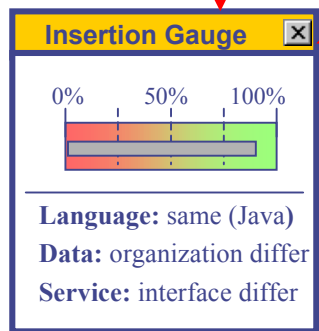 Insertion Gauge
0% 50% 100%
Language: same (Java)
Data: organization differ
Service: interface differ